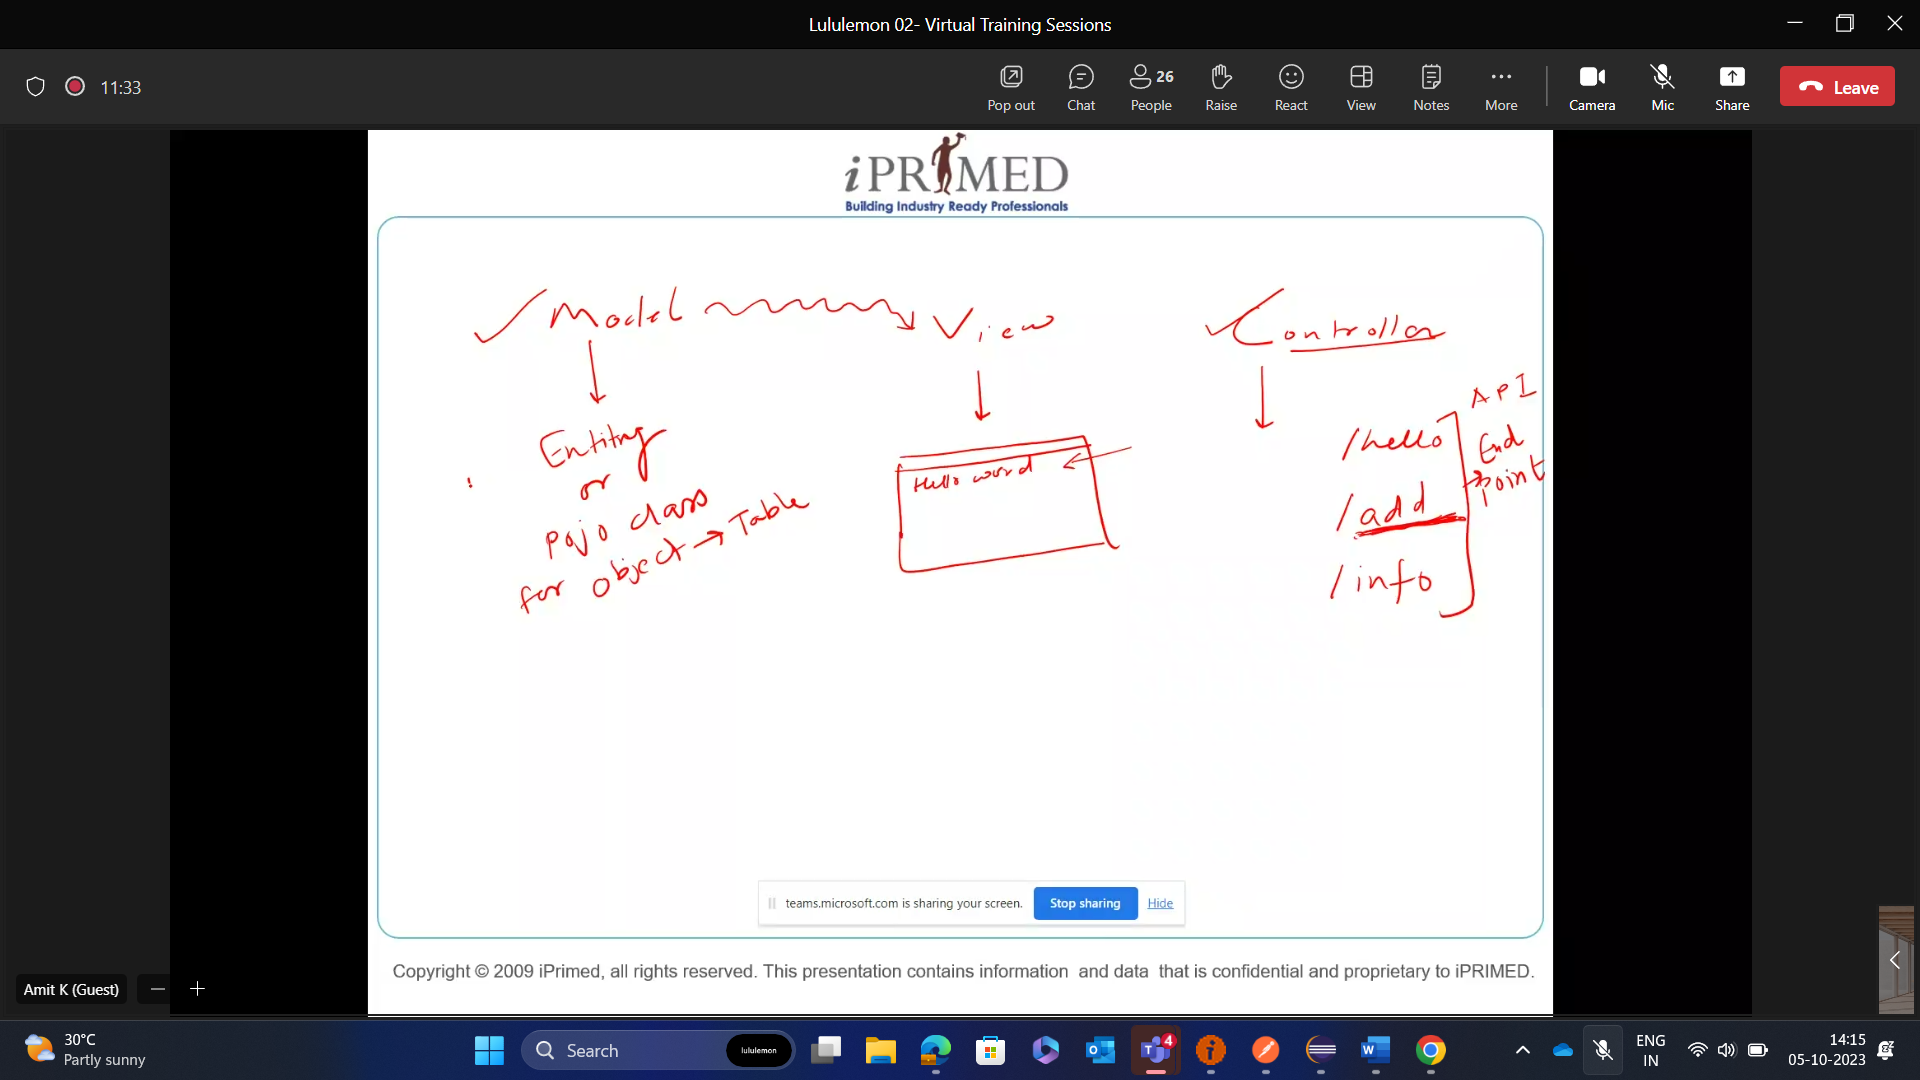 Lululemon 02- Virtual Training Sessions
11:33
Pop out
Chat
26
People
Raise
React
View
Notes
More
Camera
Mic
Share
Leave
iPRIMED
Building Industry Ready Professionals
Model
View
Controller
Entitny
or
Pojo class
for object → Table
Hello word
/hello
/add
/info
API
End
Point
teams.microsoft.com is sharing your screen.
Stop sharing
Hide
Copyright © 2009 iPrimed, all rights reserved. This presentation contains information and data that is confidential and proprietary to iPRIMED.
Amit K (Guest)
30°C
Partly sunny
Search
lululemon
4
ENG
IN
14:15
05-10-2023